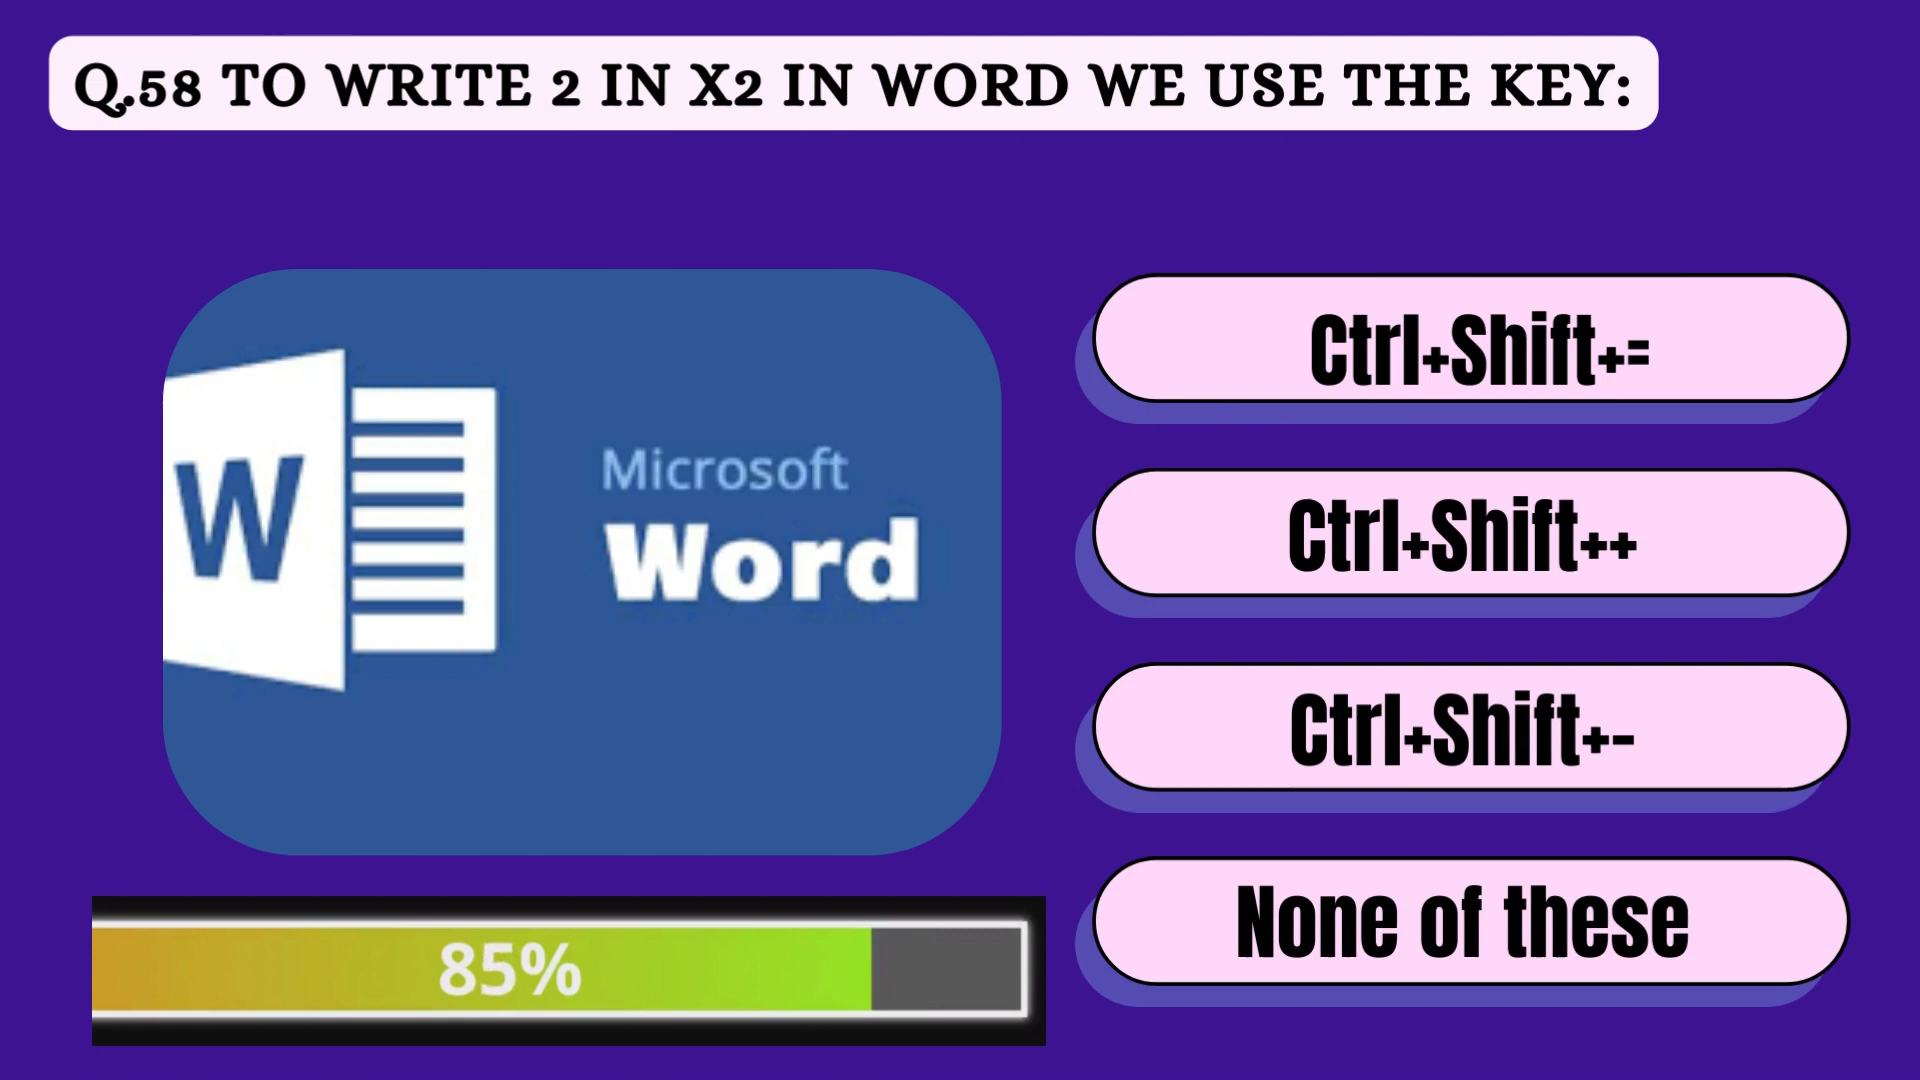 Q.58 TO WRITE 2 IN X2 IN WORD WE USE THE KEY:
W
Microsoft
Word
Ctrl+Shift+=
Ctrl+Shift++
Ctrl+Shift+-
None of these
85%